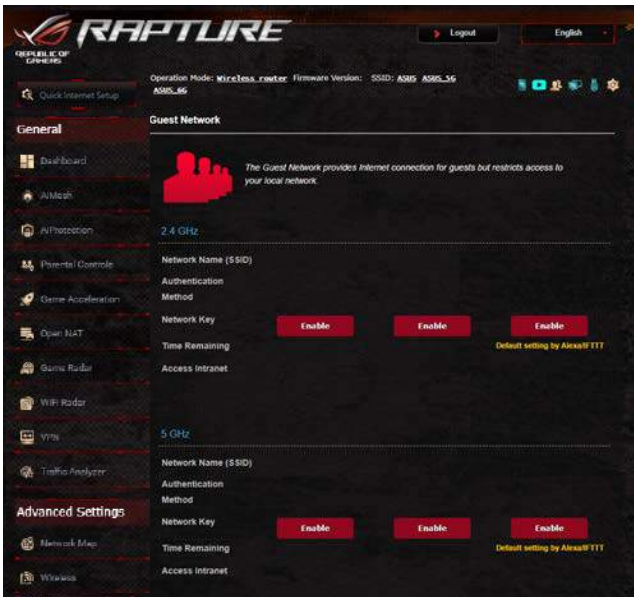 REPUBLIC OF
GAMERS
RAPTURE
Logout
English
Quick Internet Setup
Operation Mode: Wireless router Firmware Version: SSID: ASUS ASUS_5G
ASUS_6G
General
Dashboard
AiMesh
AiProtection
Parental Controls
Game Acceleration
Open NAT
Game Radar
WiFi Radar
VPN
Traffic Analyzer
Advanced Settings
Network Map
Wireless
Guest Network
The Guest Network provides Internet connection for guests but restricts access to
your local network.
2.4 GHz
Network Name (SSID)
Authentication
Method
Network Key
Enable Enable Enable
Time Remaining
Default setting by Alexa/IFTTT
Access Intranet
5 GHz
Network Name (SSID)
Authentication
Method
Network Key
Enable Enable Enable
Time Remaining
Default setting by Alexa/IFTTT
Access Intranet